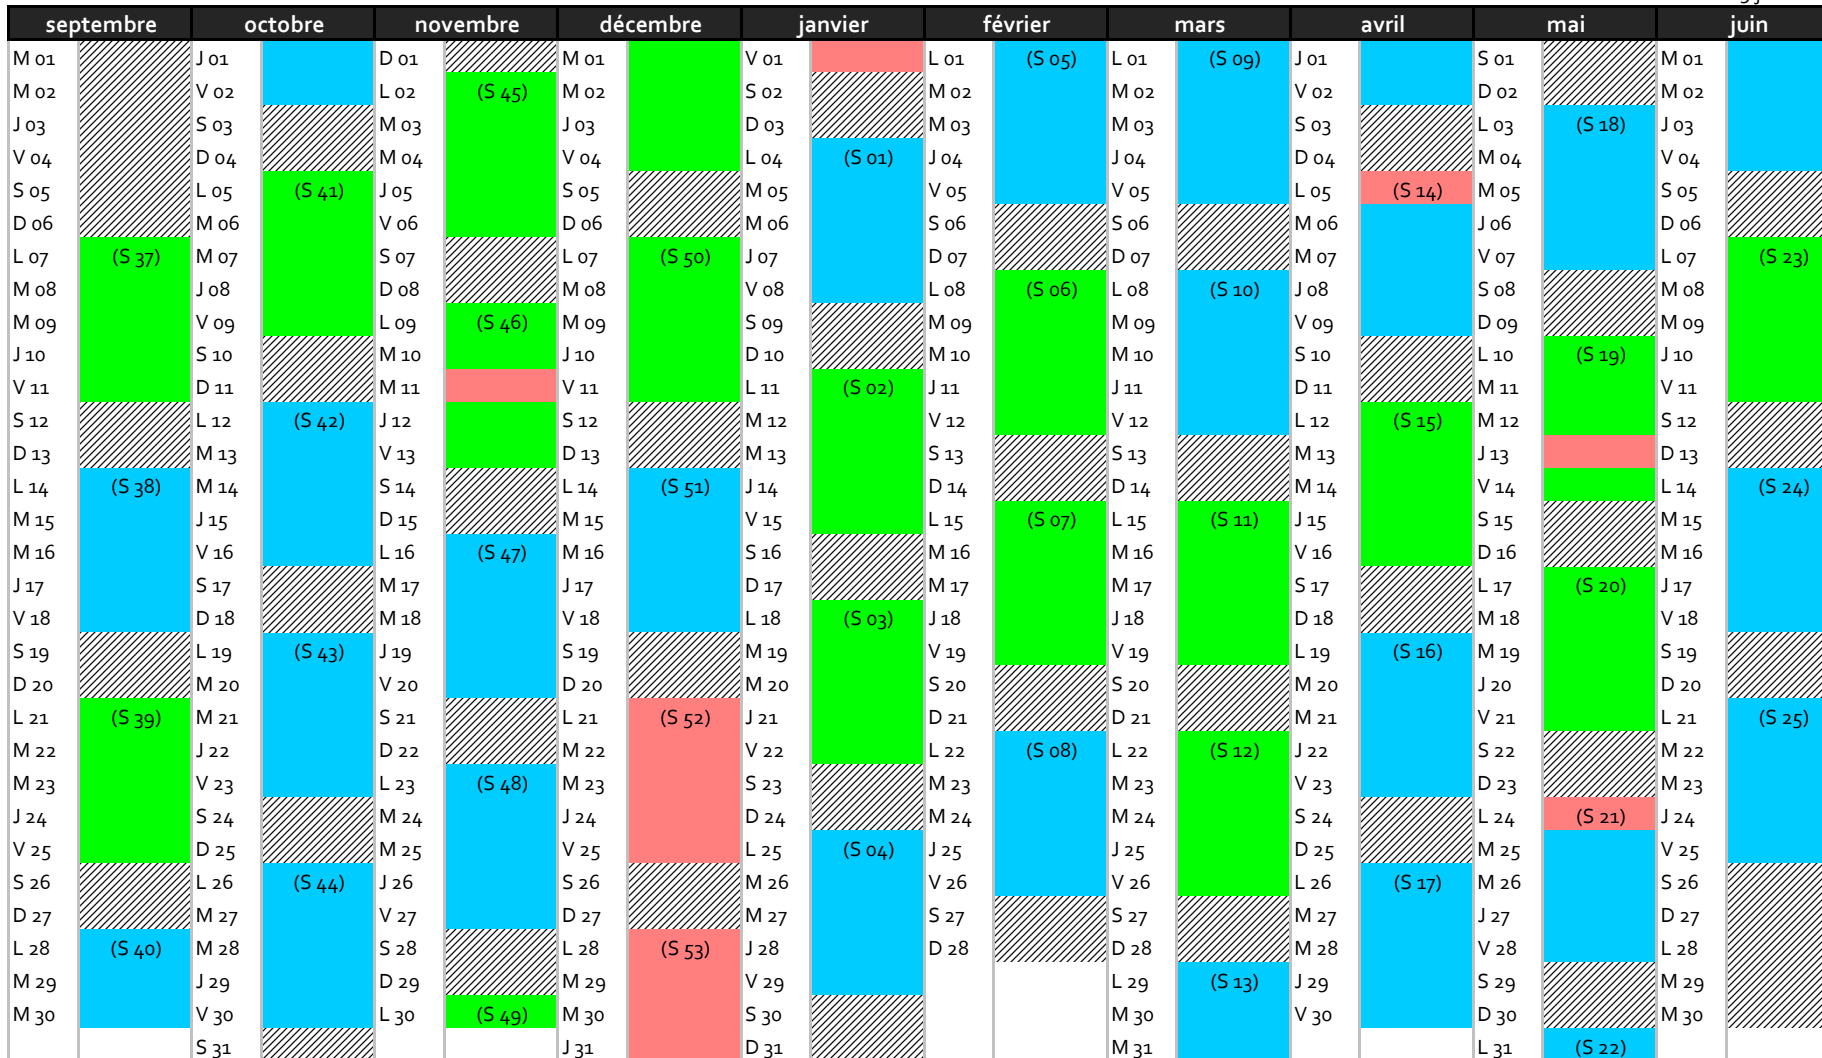 septembre octobre novembre décembre janvier février mars avril mai juin
M 01 J 01 D 01 M 01 V 01 L 01 (S 05) L 01 (S 09) J 01 S 01 M 01
M 02 V 02 L 02 (S 45) M 02 S 02 M 02 M 02 V 02 D 02 M 02
J 03 S 03 M 03 J 03 D 03 M 03 M 03 S 03 L 03 (S 18) J 03
V 04 D 04 M 04 V 04 L 04 (S 01) J 04 J 04 D 04 M 04 V 04
S 05 L 05 (S 41) J 05 S 05 M 05 V 05 V 05 L 05 (S 14) M 05 S 05
D 06 M 06 V 06 D 06 M 06 S 06 S 06 M 06 J 06 D 06
L 07 (S 37) M 07 S 07 L 07 (S 50) J 07 D 07 D 07 M 07 V 07 L 07 (S 23)
M 08 J 08 D 08 M 08 V 08 L 08 (S 06) L 08 (S 10) J 08 S 08 M 08
M 09 V 09 L 09 (S 46) M 09 S 09 M 09 M 09 V 09 D 09 M 09
J 10 S 10 M 10 J 10 D 10 M 10 M 10 S 10 L 10 (S 19) J 10
V 11 D 11 M 11 V 11 L 11 (S 02) J 11 J 11 D 11 M 11 V 11
S 12 L 12 (S 42) J 12 S 12 M 12 V 12 V 12 L 12 (S 15) M 12 S 12
D 13 M 13 V 13 D 13 M 13 S 13 S 13 M 13 J 13 D 13
L 14 (S 38) M 14 S 14 L 14 (S 51) J 14 D 14 D 14 M 14 V 14 L 14 (S 24)
M 15 J 15 D 15 M 15 V 15 L 15 (S 07) L 15 (S 11) J 15 S 15 M 15
M 16 V 16 L 16 (S 47) M 16 S 16 M 16 M 16 V 16 D 16 M 16
J 17 S 17 M 17 J 17 D 17 M 17 M 17 S 17 L 17 (S 20) J 17
V 18 D 18 M 18 V 18 L 18 (S 03) J 18 J 18 D 18 M 18 V 18
S 19 L 19 (S 43) J 19 S 19 M 19 V 19 V 19 L 19 (S 16) M 19 S 19
D 20 M 20 V 20 D 20 M 20 S 20 S 20 M 20 J 20 D 20
L 21 (S 39) M 21 S 21 L 21 (S 52) J 21 D 21 D 21 M 21 V 21 L 21 (S 25)
M 22 J 22 D 22 M 22 V 22 L 22 (S 08) L 22 (S 12) J 22 S 22 M 22
M 23 V 23 L 23 (S 48) M 23 S 23 M 23 M 23 V 23 D 23 M 23
J 24 S 24 M 24 J 24 D 24 M 24 M 24 S 24 L 24 (S 21) J 24
V 25 D 25 M 25 V 25 L 25 (S 04) J 25 J 25 D 25 M 25 V 25
S 26 L 26 (S 44) J 26 S 26 M 26 V 26 V 26 L 26 (S 17) M 26 S 26
D 27 M 27 V 27 D 27 M 27 S 27 S 27 M 27 J 27 D 27
L 28 (S 40) M 28 S 28 L 28 (S 53) J 28 D 28 D 28 M 28 V 28 L 28
M 29 J 29 D 29 M 29 V 29 L 29 (S 13) J 29 S 29 M 29
M 30 V 30 L 30 (S 49) M 30 S 30 M 30 V 30 D 30 M 30
S 31 J 31 D 31 M 31 L 31 (S 22)